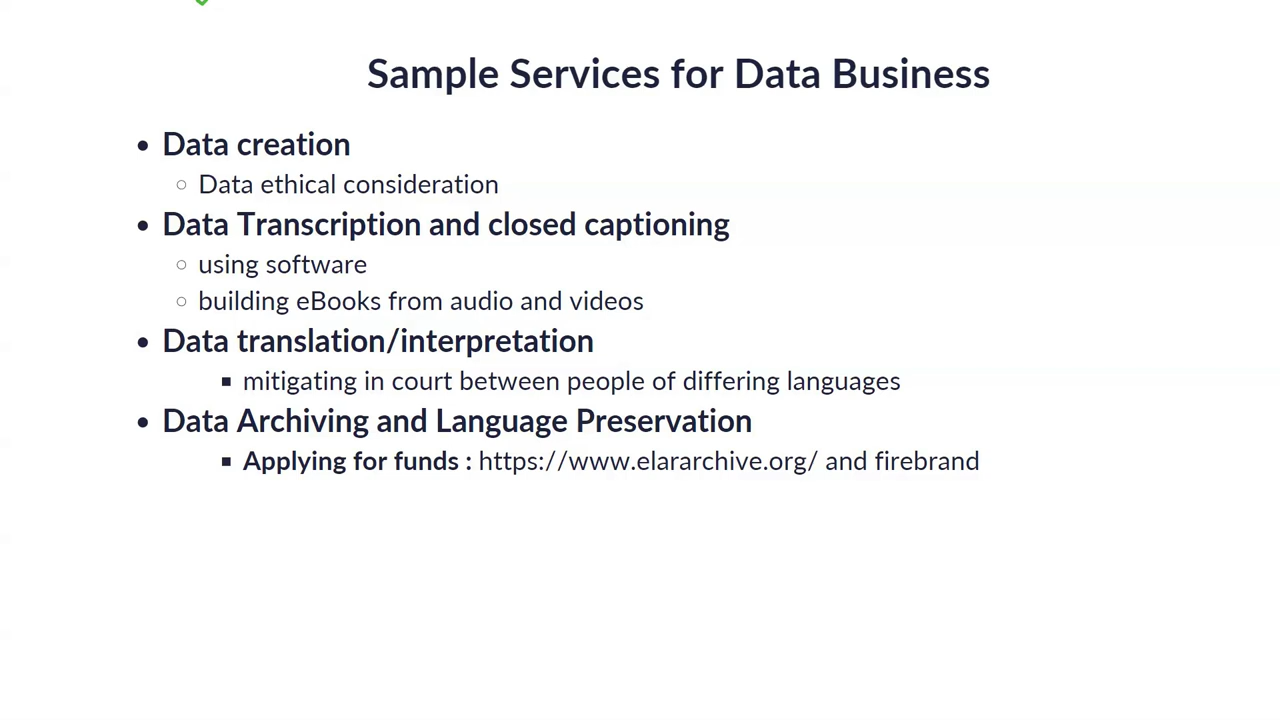 Sample Services for Data Business
Data creation
Data ethical consideration
Data Transcription and closed captioning
using software
building eBooks from audio and videos
Data translation/interpretation
mitigating in court between people of differing languages
Data Archiving and Language Preservation
Applying for funds : https://www.elararchive.org/ and firebrand